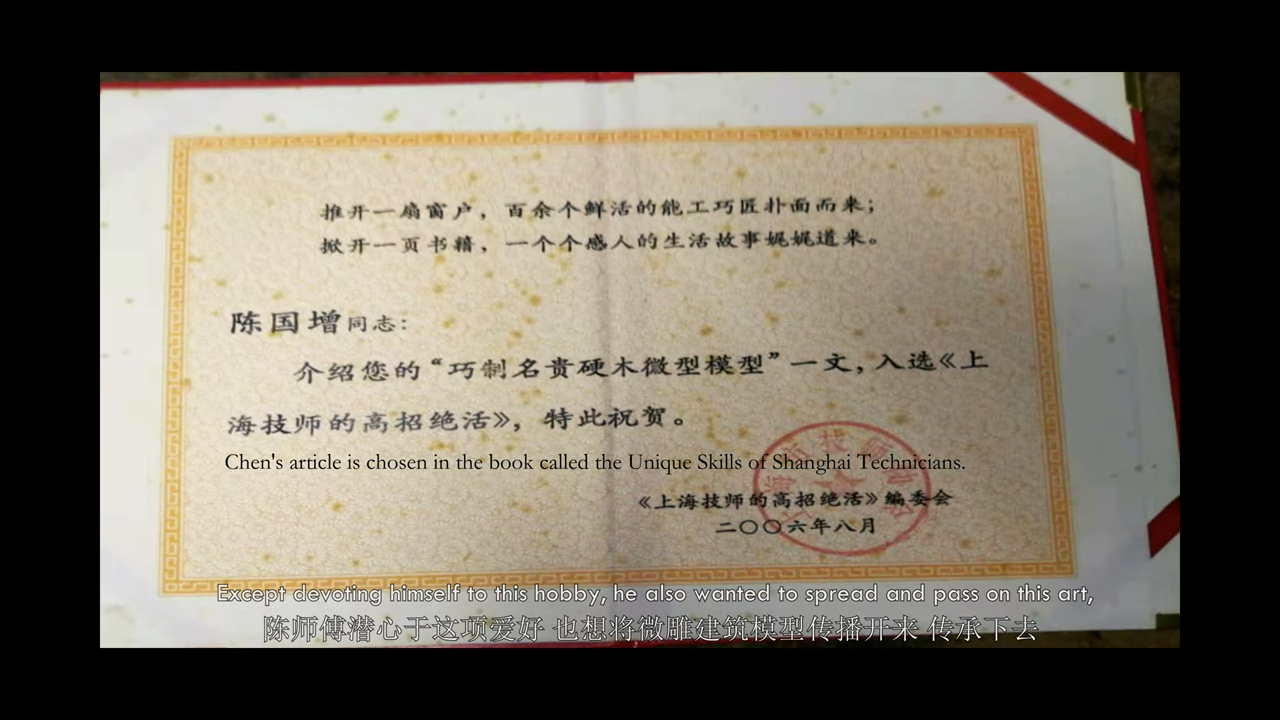 推开一扇窗户，百余个鲜活的能工巧匠扑面而来；
掀开一页书籍，一个个感人的生活故事娓娓道来。
陈国增同志：
介绍您的“巧制名贵硬木微型模型”一文，入选《上
海技师的高招绝活》，特此祝贺。
Chen's article is chosen in the book called the Unique Skills of Shanghai Technicians.
《上海技师的高招绝活》编委会
二〇〇六年八月
Except devoting himself to this hobby, he also wanted to spread and pass on this art,
陈师傅潜心于这项爱好 也想将微雕建筑模型传播开来 传承下去